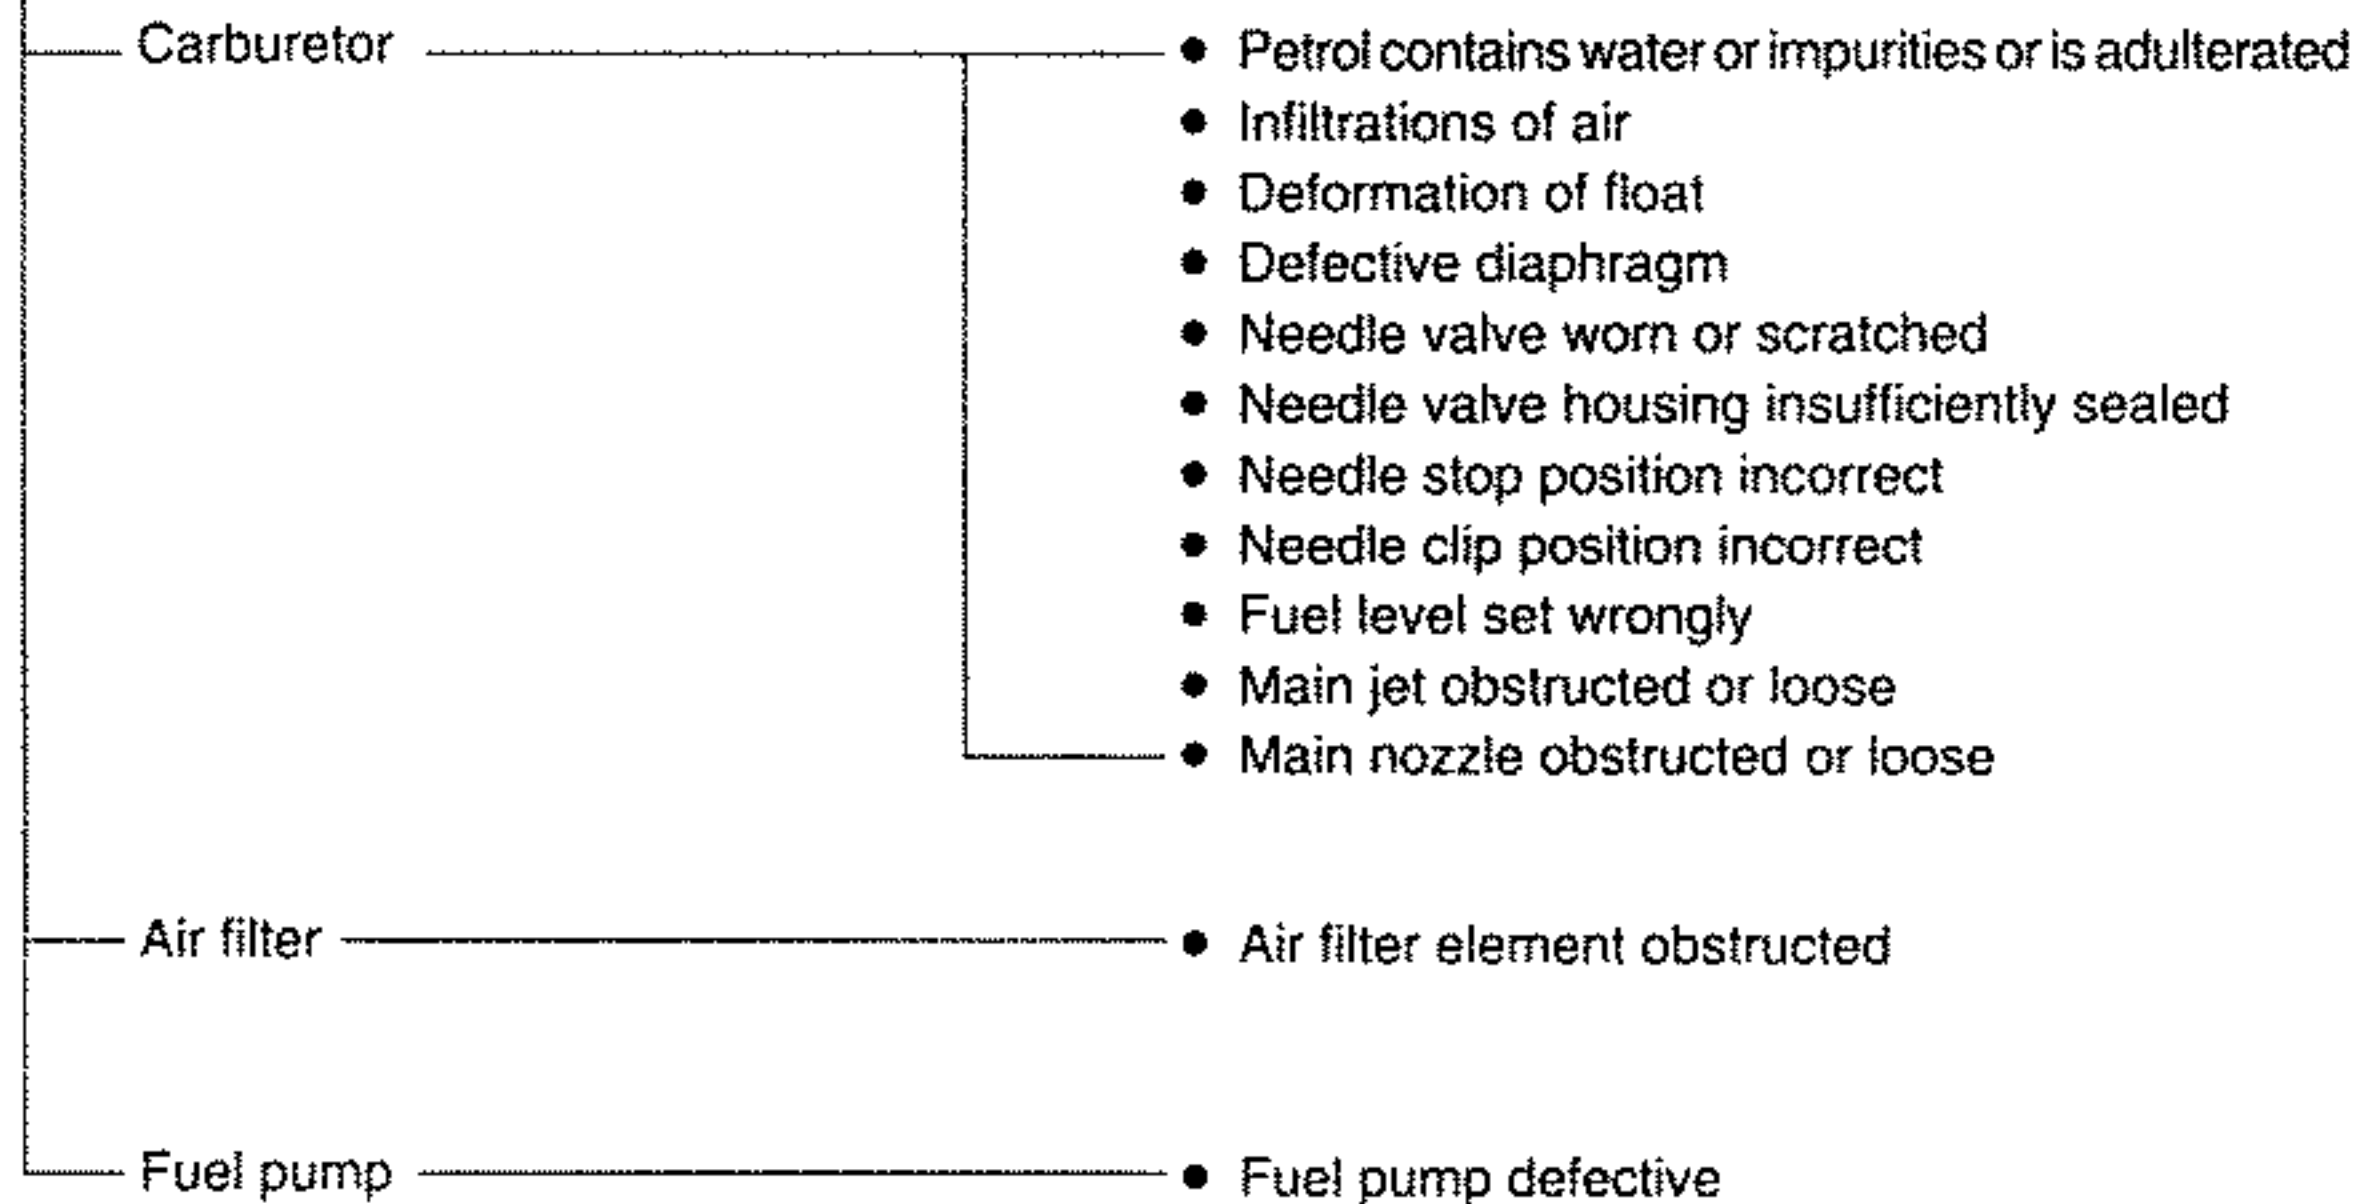 Carburetor ● Petrol contains water or impurities or is adulterated
● Infiltrations of air
● Deformation of float
● Defective diaphragm
● Needle valve worn or scratched
● Needle valve housing insufficiently sealed
● Needle stop position incorrect
● Needle clip position incorrect
● Fuel level set wrongly
● Main jet obstructed or loose
● Main nozzle obstructed or loose
Air filter ● Air filter element obstructed
Fuel pump ● Fuel pump defective